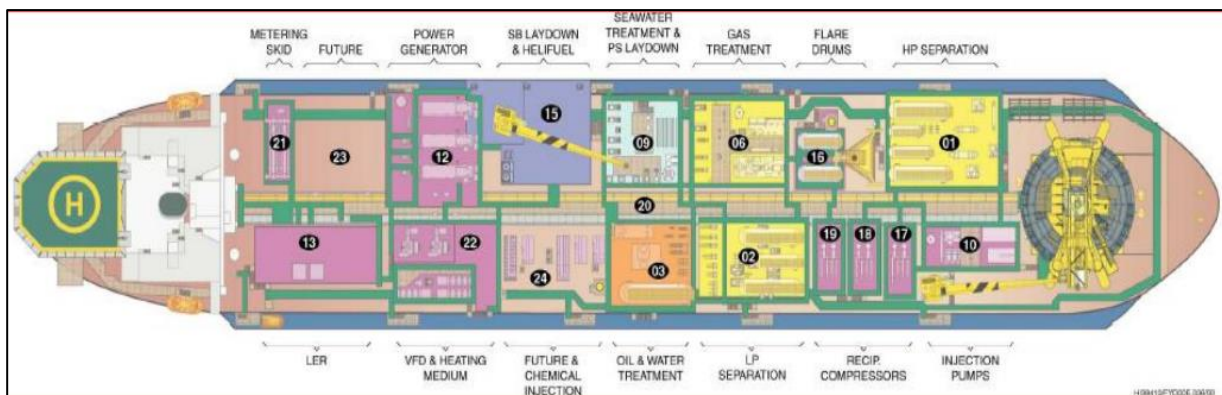 METERING
SKID
FUTURE
POWER
GENERATOR
SB LAYDOWN
& HELIFUEL
SEAWATER
TREATMENT &
PS LAYDOWN
GAS
TREATMENT
FLARE
DRUMS
HP SEPARATION
21
23
12
15
09
06
16
01
H
20
13
22
24
03
02
19
18
17
10
LER
VFD & HEATING
MEDIUM
FUTURE &
CHEMICAL
INJECTION
OIL & WATER
TREATMENT
LP
SEPARATION
RECIP.
COMPRESSORS
INJECTION
PUMPS